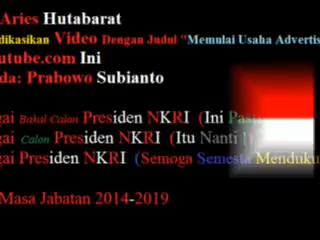 Aries Hutabarat
dikasikan Video Dengan Judul "Memulai Usaha Advertis
utube.com Ini
da: Prabowo Subianto
gai Bakal Calon Presiden NKRI (Ini Pas
gai Calon Presiden NKRI (Itu Nanti !)
gai Presiden NKRI (Semoga Semesta Menduku
Masa Jabatan 2014-2019